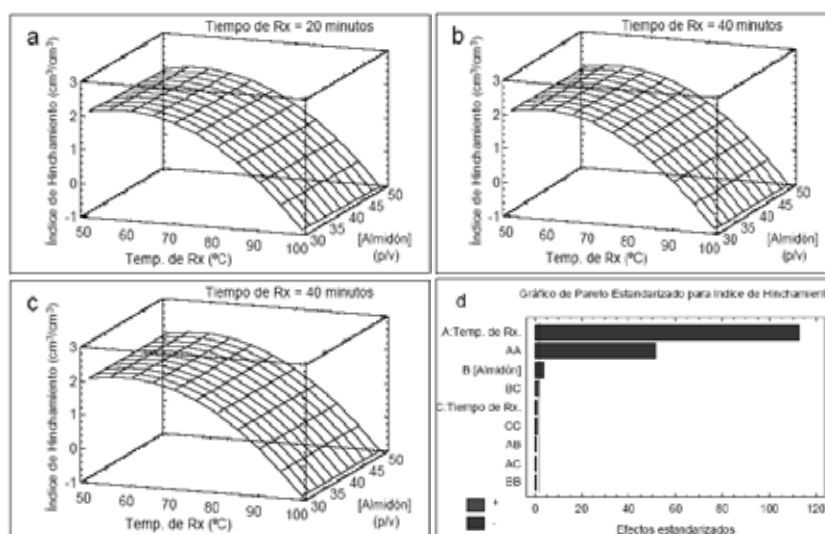 a
Tiempo de Rx = 20 minutos
Índice de Hinchamiento (cm³/cm³)
3
2
1
0
-1
50
60
70
80
90
100
Temp. de Rx (ºC)
30
35
40
45
50
[Almidón]
(p/v)
b
Tiempo de Rx = 40 minutos
Índice de Hinchamiento (cm³/cm³)
3
2
1
0
-1
50
60
70
80
90
100
Temp. de Rx (ºC)
30
35
40
45
50
[Almidón]
(p/v)
c
Tiempo de Rx = 40 minutos
Índice de Hinchamiento (cm³/cm³)
3
2
1
0
-1
50
60
70
80
90
100
Temp. de Rx (ºC)
30
35
40
45
50
[Almidón]
(p/v)
d
Gráfico de Pareto Estandarizado para Indice de Hinchamient
A:Temp. de Rx.
AA
B:[Almidón]
BC
C:Tiempo de Rx.
CC
AB
AC
BB
+
-
0
20
40
60
80
100
120
Efectos estandarizados